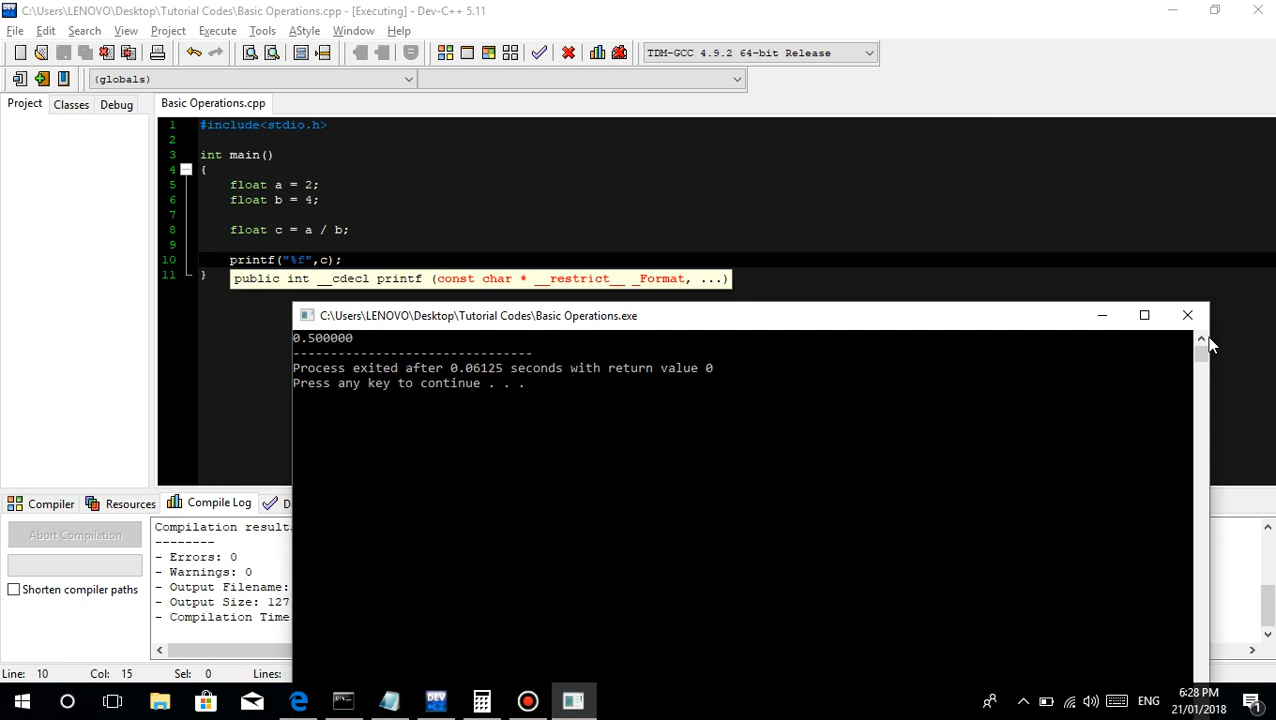 C:\Users\LENOVO\Desktop\Tutorial Codes\Basic Operations.cpp - [Executing] - Dev-C++ 5.11
File Edit Search View Project Execute Tools AStyle Window Help
TDM-GCC 4.9.2 64-bit Release
(globals)
Project Classes Debug Basic Operations.cpp
1 #include<stdio.h>
2
3 int main()
4 {
5 float a = 2;
6 float b = 4;
7
8 float c = a / b;
9
10 printf("%f",c);
11 }
public int __cdecl printf (const char * __restrict__ _Format, ...)
C:\Users\LENOVO\Desktop\Tutorial Codes\Basic Operations.exe
0.500000
--------------------------------
Process exited after 0.06125 seconds with return value 0
Press any key to continue . . .
Compiler Resources Compile Log D
Abort Compilation
Shorten compiler paths
Compilation result
--------
- Errors: 0
- Warnings: 0
- Output Filename:
- Output Size: 127
- Compilation Time
Line: 10 Col: 15 Sel: 0 Lines:
DEV
ENG
6:28 PM
21/01/2018
1